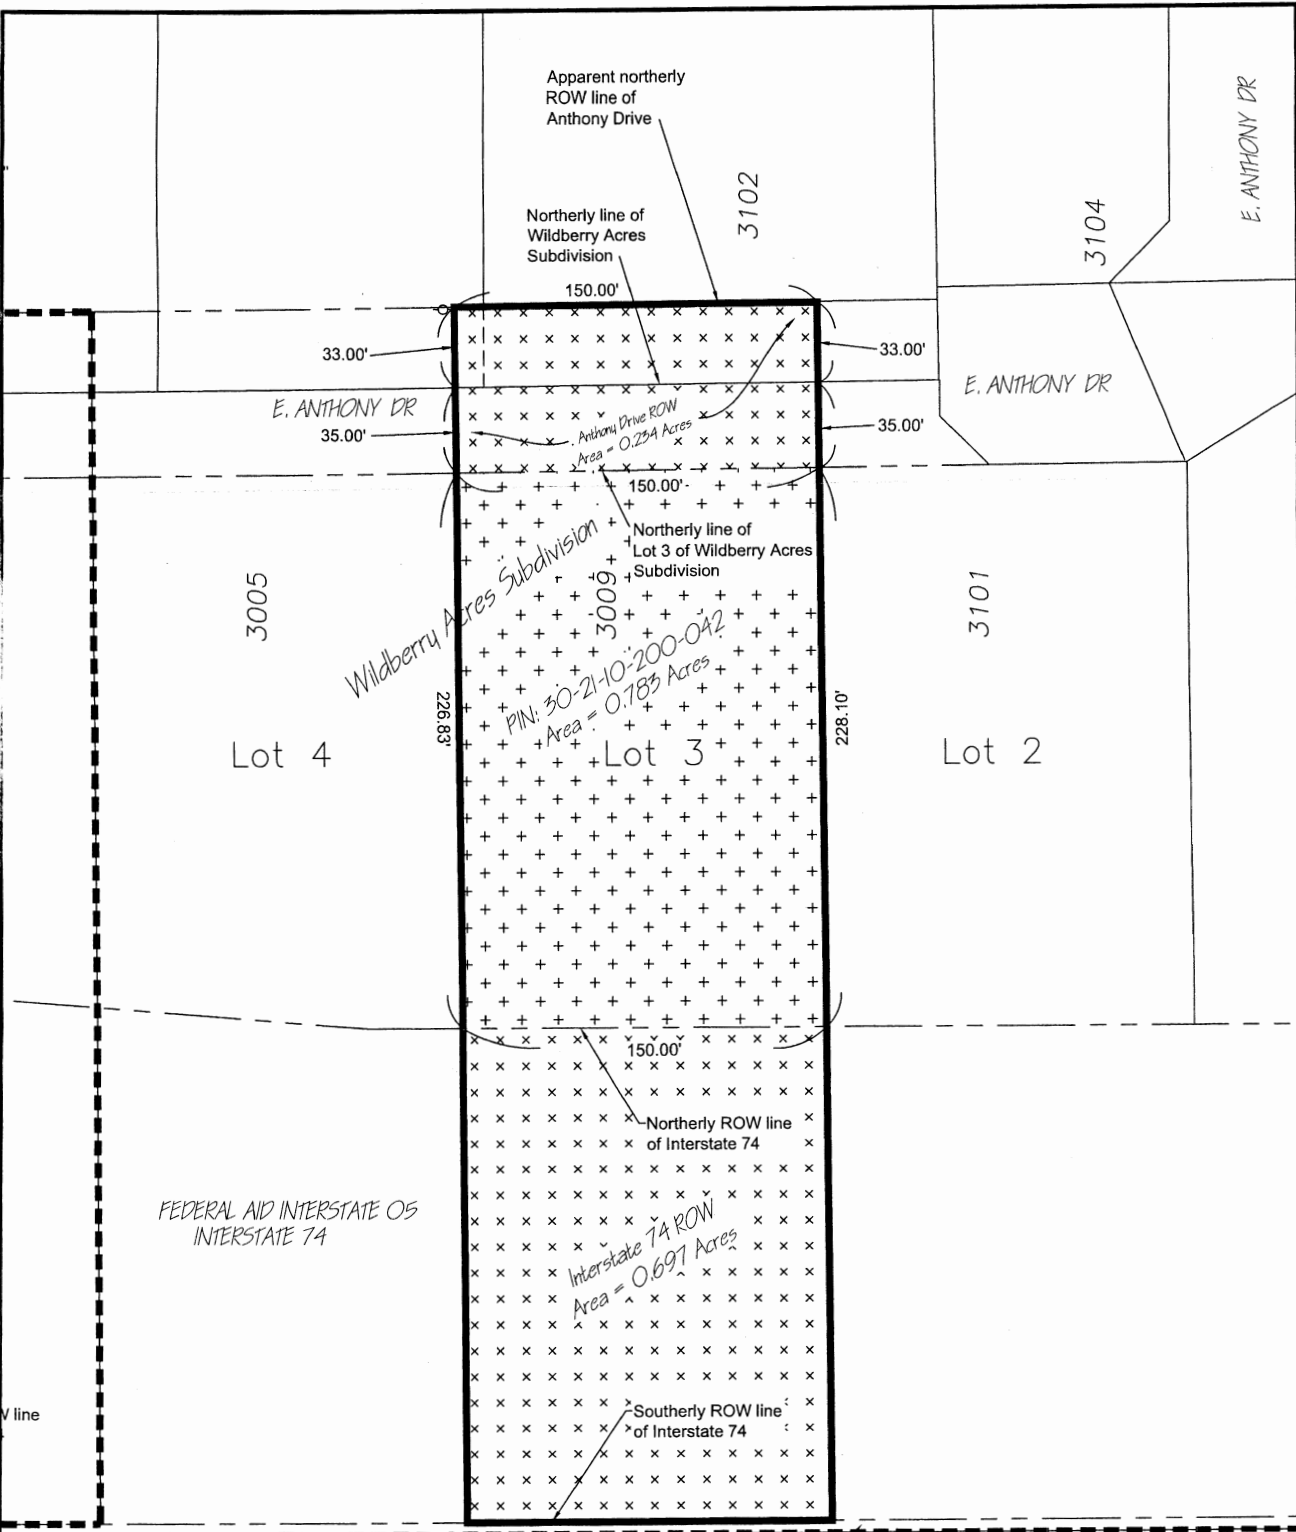 Apparent northerly
ROW line of
Anthony Drive
E. ANTHONY DR
3102
3104
Northerly line of
Wildberry Acres
Subdivision
150.00'
33.00'
33.00'
E. ANTHONY DR
E. ANTHONY DR
35.00'
35.00'
Anthony Drive ROW
Area = 0.234 Acres
150.00'
Northerly line of
Lot 3 of Wildberry Acres
Subdivision
Wildberry Acres Subdivision
3005
3009
3101
PIN: 30-21-10-200-042
Area = 0.783 Acres
226.83'
228.10'
Lot 4
Lot 3
Lot 2
150.00'
Northerly ROW line
of Interstate 74
FEDERAL AID INTERSTATE 05
INTERSTATE 74
Interstate 74 ROW
Area = 0.697 Acres
Southerly ROW line
of Interstate 74
line